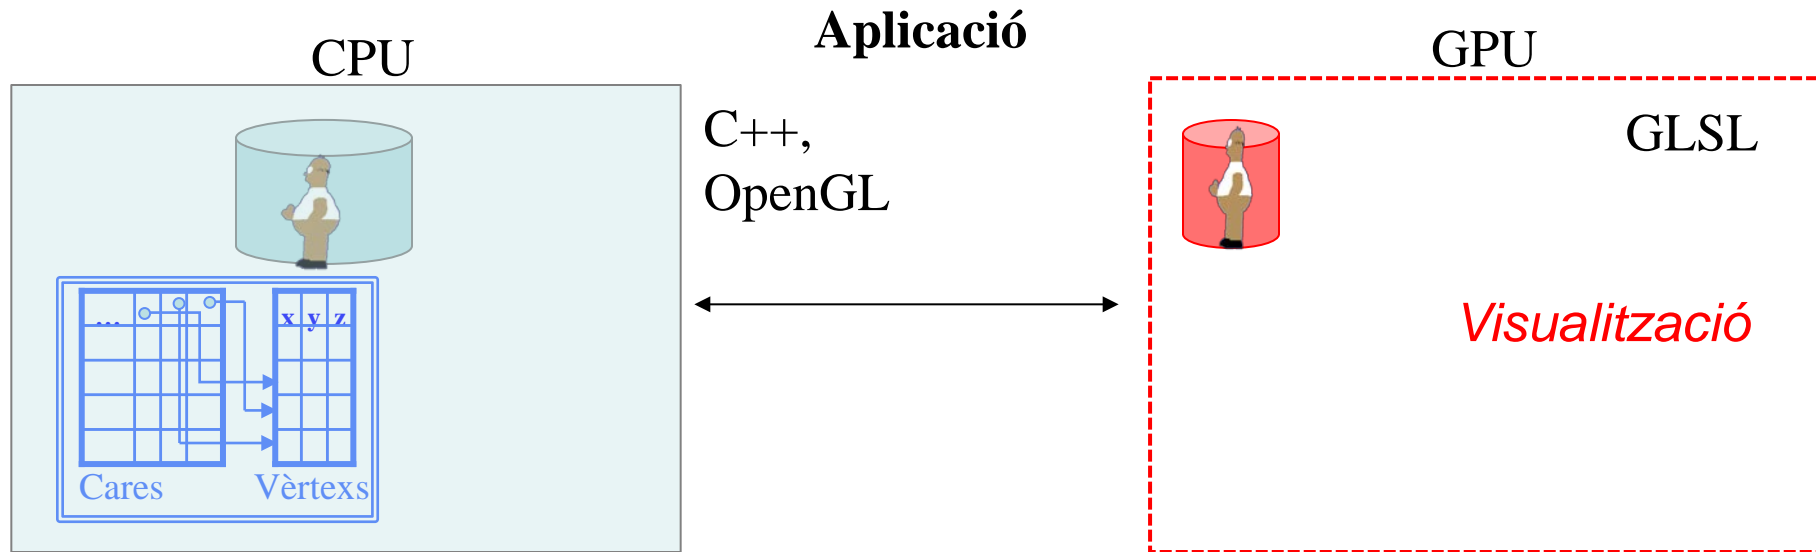 Aplicació
CPU
GPU
C++,
OpenGL
GLSL
... x y z
Visualització
Cares Vèrtexs